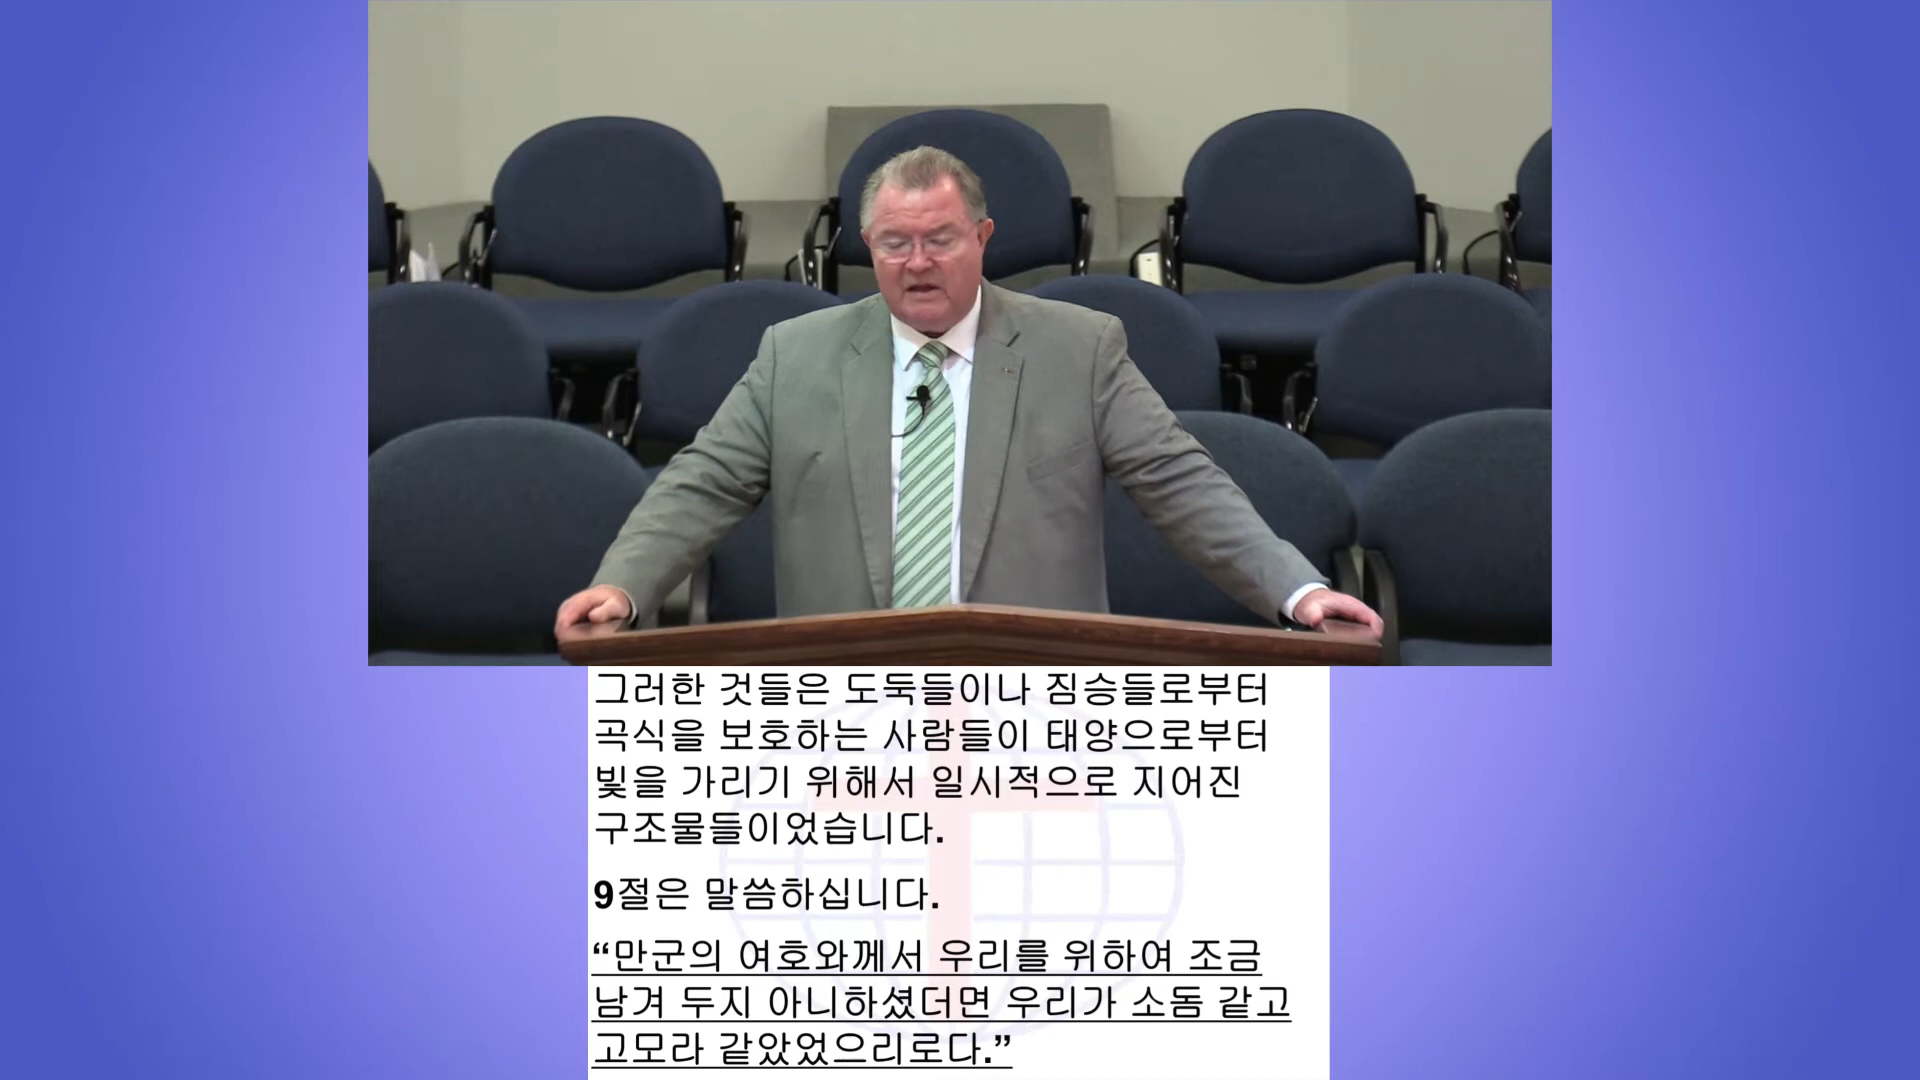 그러한 것들은 도둑들이나 짐승들로부터
곡식을 보호하는 사람들이 태양으로부터
빛을 가리기 위해서 일시적으로 지어진
구조물들이었습니다.
9절은 말씀하십니다.
“만군의 여호와께서 우리를 위하여 조금
남겨 두지 아니하셨더면 우리가 소돔 같고
고모라 같았었으리로다.”